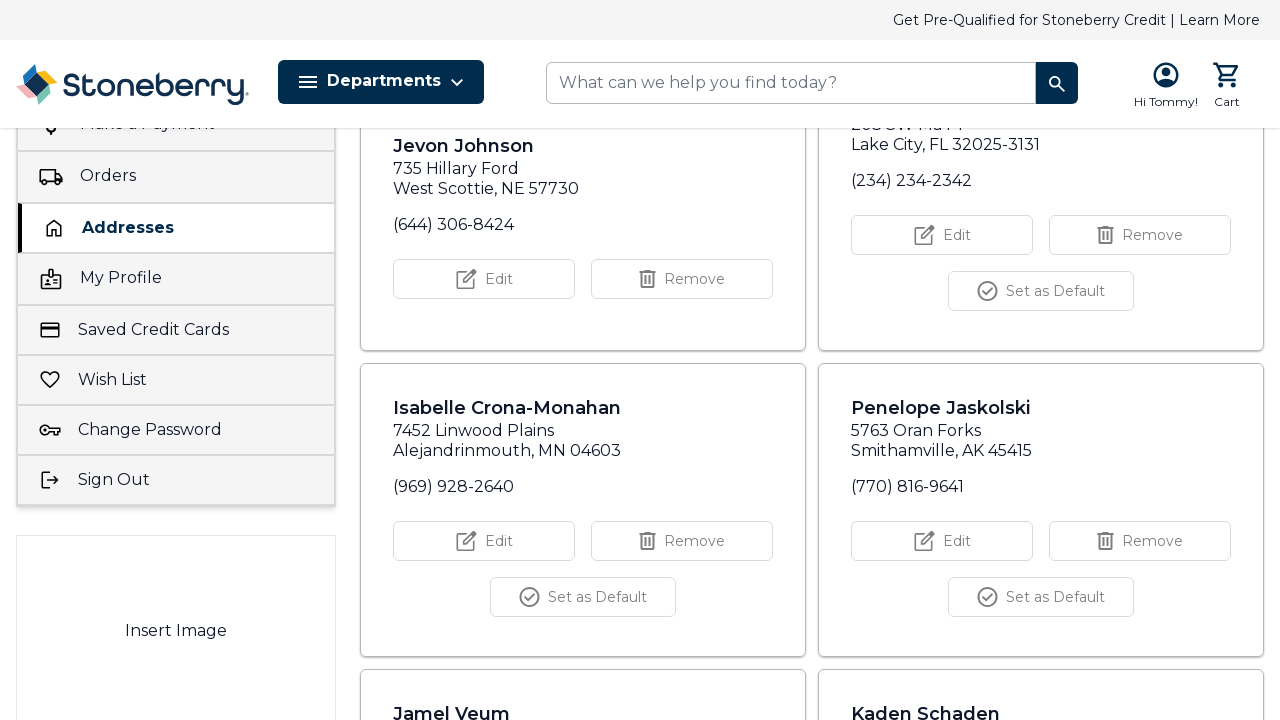 Get Pre-Qualified for Stoneberry Credit | Learn More
Stoneberry
Departments
What can we help you find today?
Hi Tommy!
Cart
Make a Payment
Orders
Addresses
My Profile
Saved Credit Cards
Wish List
Change Password
Sign Out
Insert Image
Jevon Johnson
735 Hillary Ford
West Scottie, NE 57730
(644) 306-8424
Edit
Remove
Lake City, FL 32025-3131
(234) 234-2342
Edit
Remove
Set as Default
Isabelle Crona-Monahan
7452 Linwood Plains
Alejandrinmouth, MN 04603
(969) 928-2640
Edit
Remove
Set as Default
Penelope Jaskolski
5763 Oran Forks
Smithamville, AK 45415
(770) 816-9641
Edit
Remove
Set as Default
Jamel Veum
Kaden Schaden